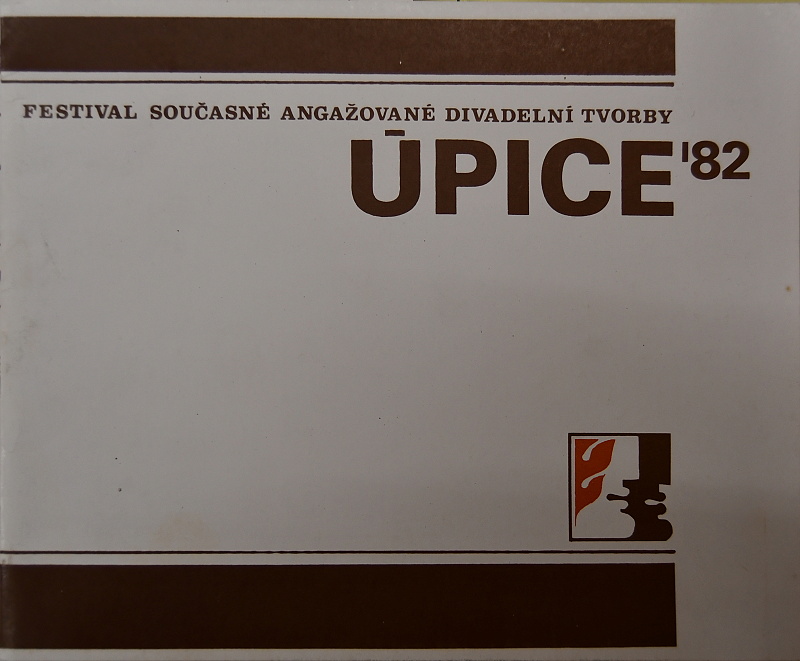 FESTIVAL SOUČASNÉ ANGAŽOVANÉ DIVADELNÍ TVORBY
ÚPICE '82